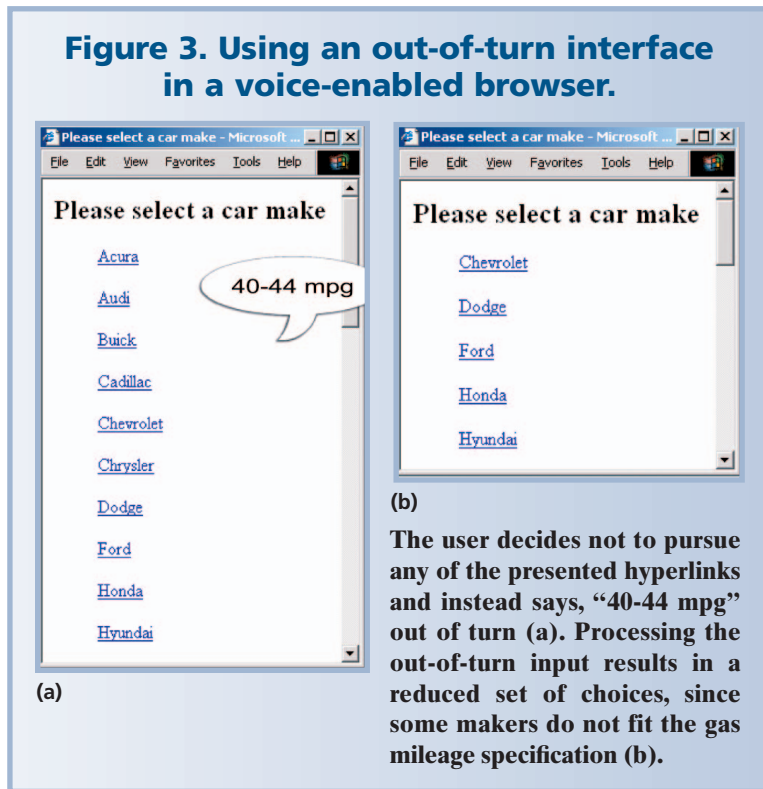 Figure 3. Using an out-of-turn interface
in a voice-enabled browser.
Please select a car make - Microsoft ...
File Edit View Favorites Tools Help
Please select a car make
Acura
Audi
40-44 mpg
Buick
Cadillac
Chevrolet
Chrysler
Dodge
Ford
Honda
Hyundai
(a)
Please select a car make - Microsoft ...
File Edit View Favorites Tools Help
Please select a car make
Chevrolet
Dodge
Ford
Honda
Hyundai
(b)
The user decides not to pursue
any of the presented hyperlinks
and instead says, “40-44 mpg”
out of turn (a). Processing the
out-of-turn input results in a
reduced set of choices, since
some makers do not fit the gas
mileage specification (b).